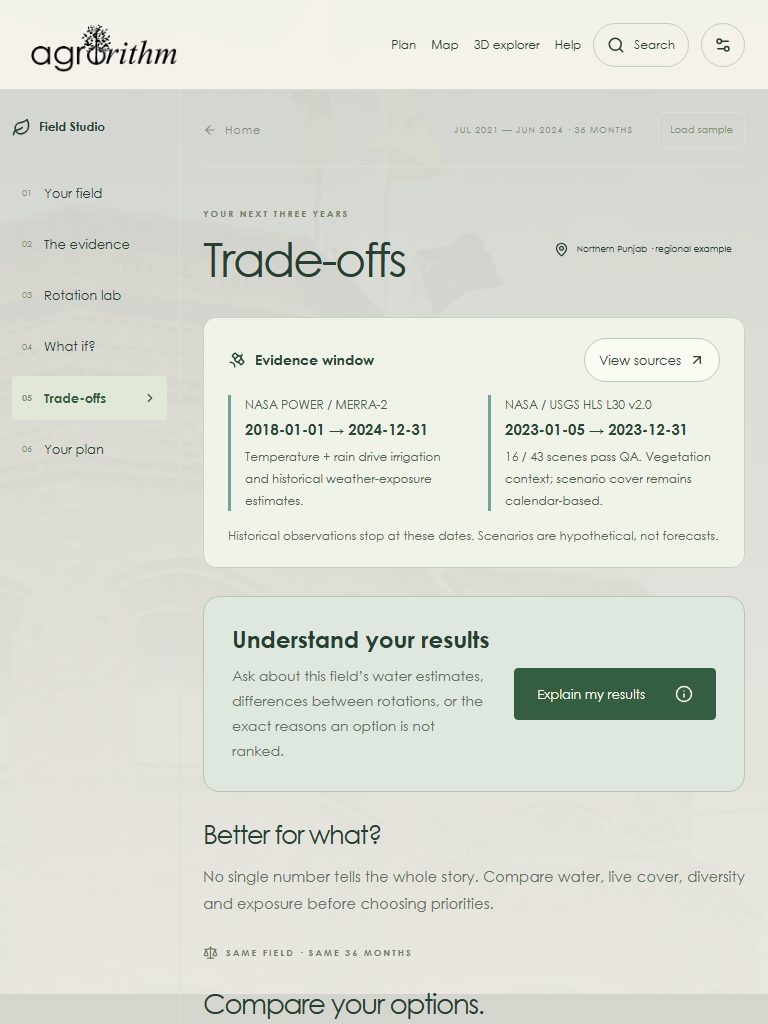 agrorithm
Plan
Map
3D explorer
Help
Search
Field Studio
01 Your field
02 The evidence
03 Rotation lab
04 What if?
05 Trade-offs
06 Your plan
Home
JUL 2021 — JUN 2024 · 36 MONTHS
Load sample
YOUR NEXT THREE YEARS
Trade-offs
Northern Punjab · regional example
Evidence window
View sources
NASA POWER / MERRA-2
2018-01-01 → 2024-12-31
Temperature + rain drive irrigation
and historical weather-exposure
estimates.
NASA / USGS HLS L30 v2.0
2023-01-05 → 2023-12-31
16 / 43 scenes pass QA. Vegetation
context; scenario cover remains
calendar-based.
Historical observations stop at these dates. Scenarios are hypothetical, not forecasts.
Understand your results
Ask about this field’s water estimates,
differences between rotations, or the
exact reasons an option is not
ranked.
Explain my results
Better for what?
No single number tells the whole story. Compare water, live cover, diversity
and exposure before choosing priorities.
SAME FIELD · SAME 36 MONTHS
Compare your options.